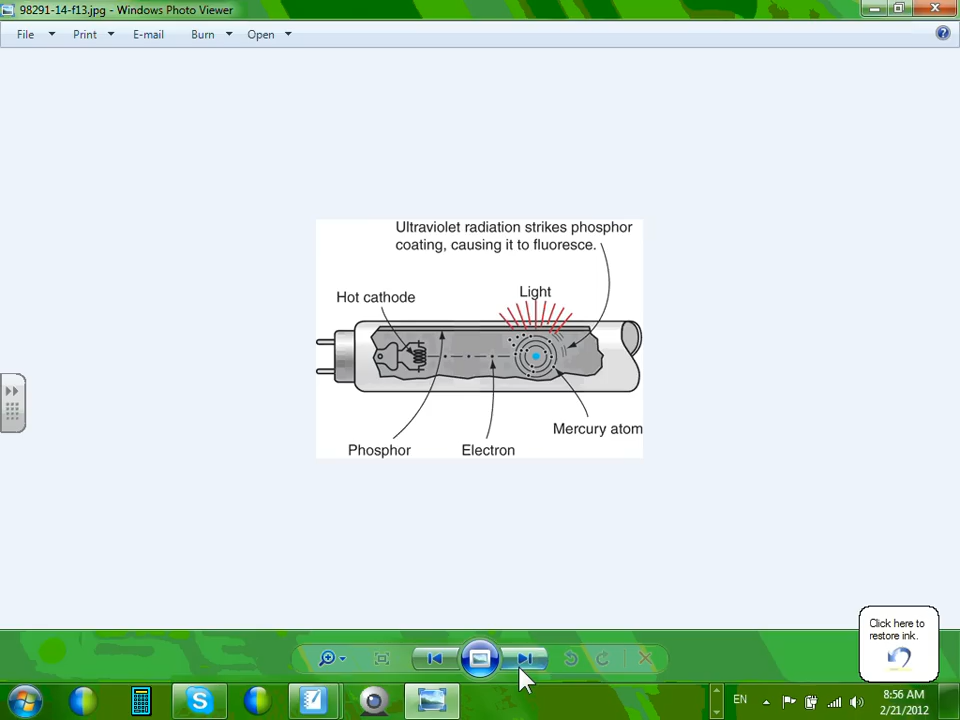 98291-14-f13.jpg - Windows Photo Viewer
File Print E-mail Burn Open
Ultraviolet radiation strikes phosphor
coating, causing it to fluoresce.
Light
Hot cathode
Mercury atom
Phosphor
Electron
Click here to
restore ink.
EN
8:56 AM
2/21/2012